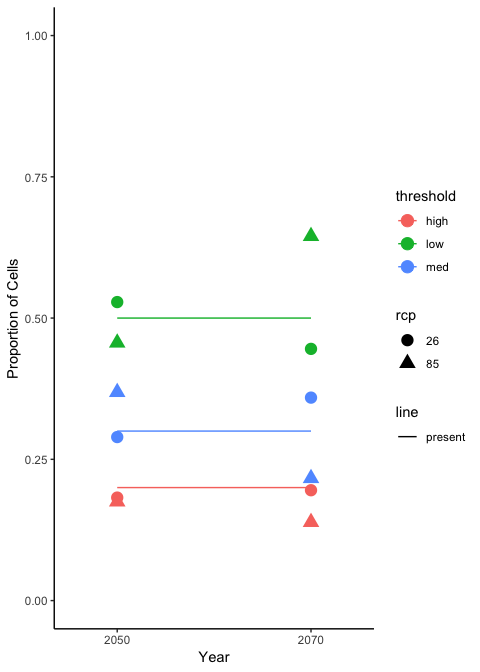 1.00
0.75
0.50
0.25
0.00
Proportion of Cells
2050
2070
Year
threshold
high
low
med
rcp
26
85
line
present